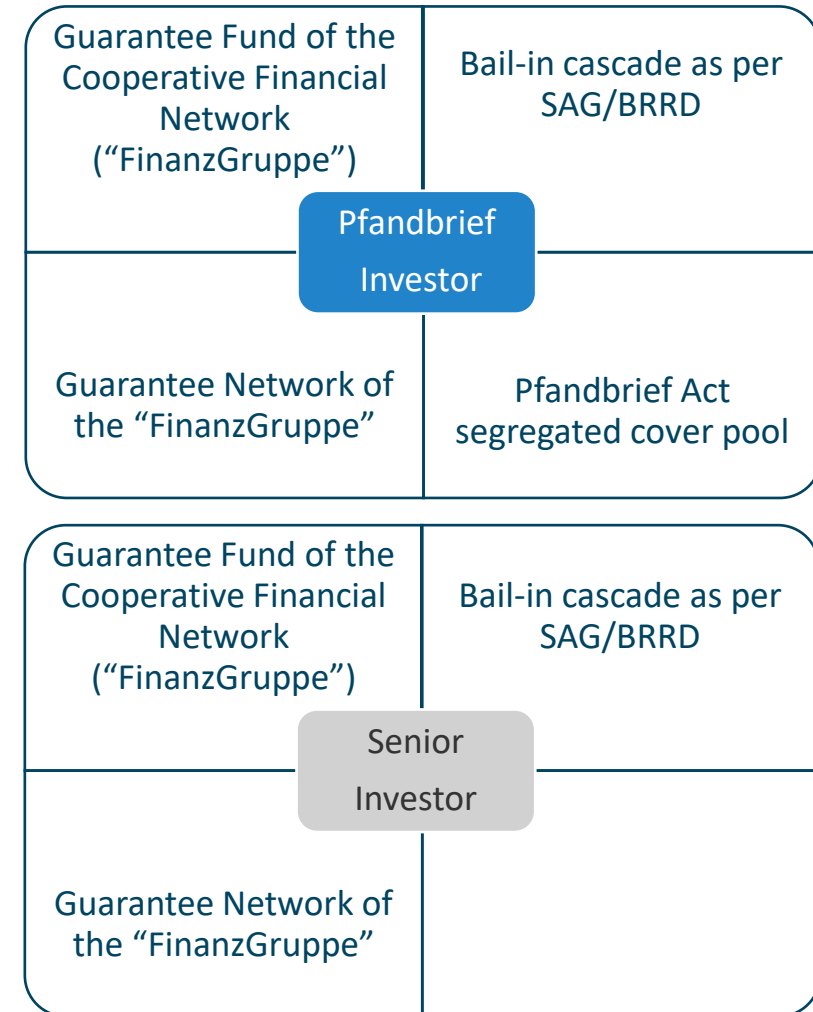 Guarantee Fund of the
Cooperative Financial
Network
(“FinanzGruppe”)
Bail-in cascade as per
SAG/BRRD
Pfandbrief
Investor
Guarantee Network of
the “FinanzGruppe”
Pfandbrief Act
segregated cover pool
Guarantee Fund of the
Cooperative Financial
Network
(“FinanzGruppe”)
Bail-in cascade as per
SAG/BRRD
Senior
Investor
Guarantee Network of
the “FinanzGruppe”